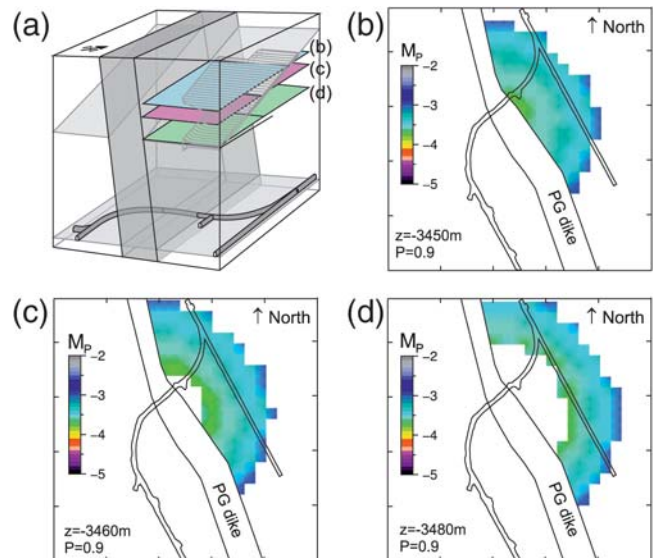 (a)
(b)
(c)
(d)
(b)
M_P
-2
-3
-4
-5
↑ North
PG dike
z=-3450m
P=0.9
(c)
M_P
-2
-3
-4
-5
↑ North
PG dike
z=-3460m
P=0.9
(d)
M_P
-2
-3
-4
-5
↑ North
PG dike
z=-3480m
P=0.9